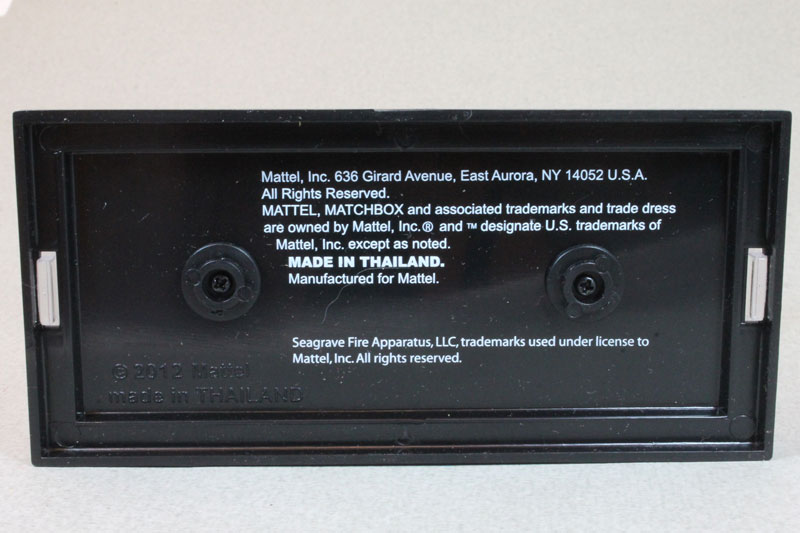 Mattel, Inc. 636 Girard Avenue, East Aurora, NY 14052 U.S.A.
All Rights Reserved.
MATTEL, MATCHBOX and associated trademarks and trade dress
are owned by Mattel, Inc.® and ™ designate U.S. trademarks of
Mattel, Inc. except as noted.
MADE IN THAILAND.
Manufactured for Mattel.
Seagrave Fire Apparatus, LLC, trademarks used under license to
Mattel, Inc. All rights reserved.
© 2012 Mattel
made in THAILAND